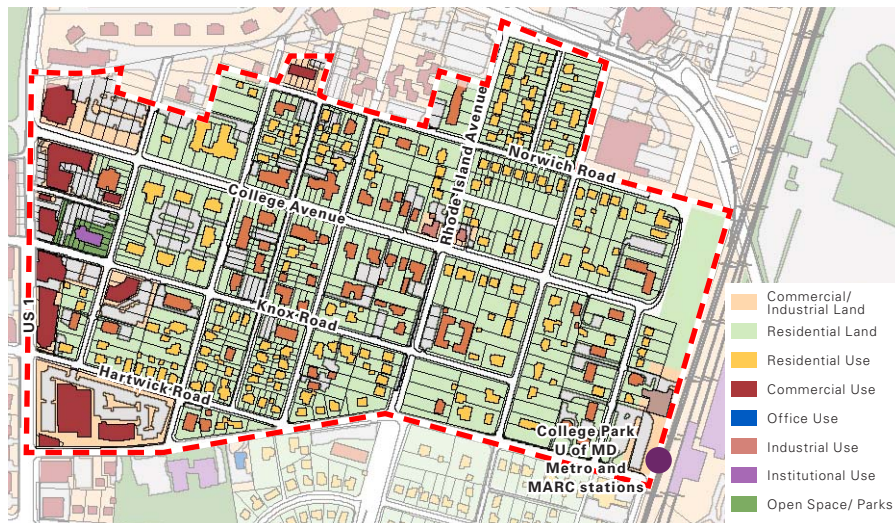 Norwich Road
Rhode Island Avenue
College Avenue
Knox Road
US 1
Hartwick Road
College Park
U of MD
Metro and
MARC stations
Commercial/
Industrial Land
Residential Land
Residential Use
Commercial Use
Office Use
Industrial Use
Institutional Use
Open Space/ Parks